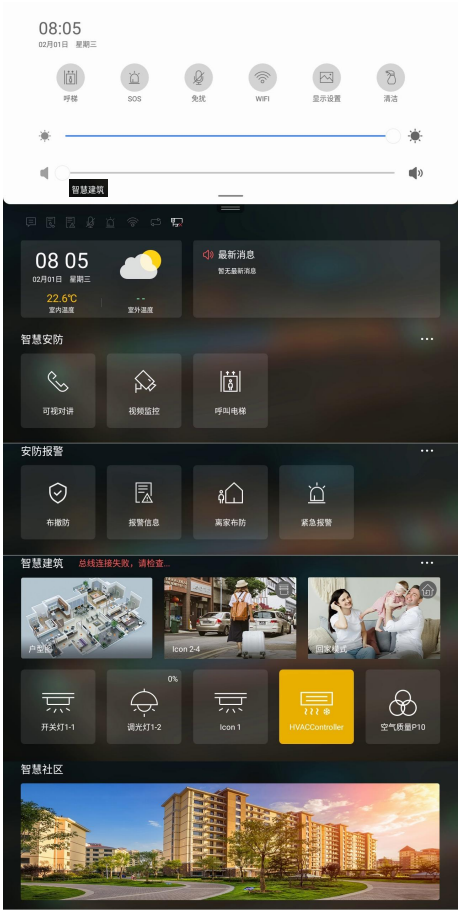 08:05
02月01日 星期三
呼梯 SOS 免扰 WIFI 显示设置 清洁
智慧建筑
08 05
02月01日 星期三
22.6℃ --
室内温度 室外温度
最新消息
暂无最新消息
智慧安防
可视对讲 视频监控 呼叫电梯
安防报警
布撤防 报警信息 离家布防 紧急报警
智慧建筑 总线连接失败，请检查...
户型图 Icon 2-4 回家模式
0%
开关灯1-1 调光灯1-2 Icon 1 HVACController 空气质量P10
智慧社区